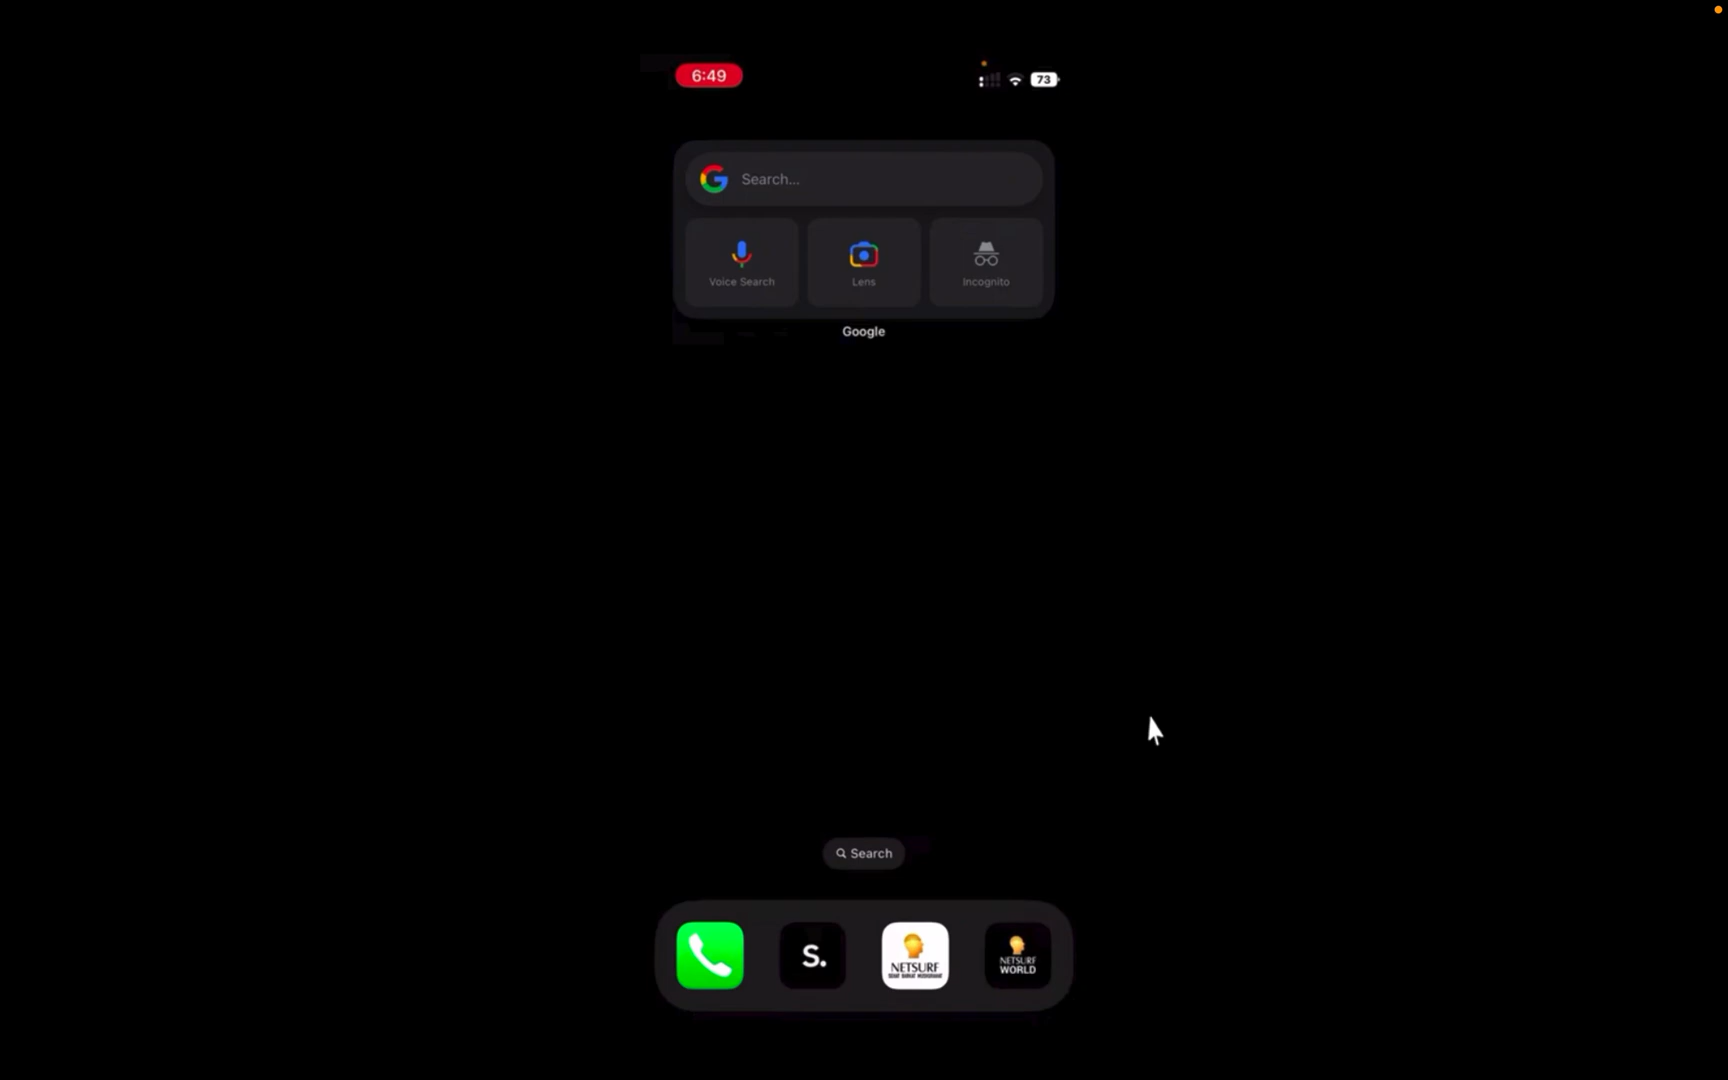 6:49
73
Search...
Voice Search
Lens
Incognito
Google
Search
S.
NETSURF
NETSURF
WORLD